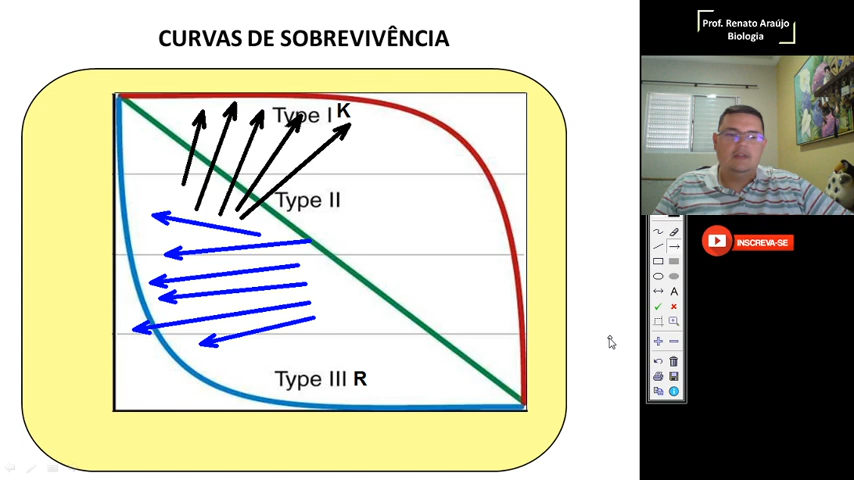 CURVAS DE SOBREVIVÊNCIA
Type I K
Type II
Type III R
Prof. Renato Araújo
Biologia
INSCREVA-SE
A